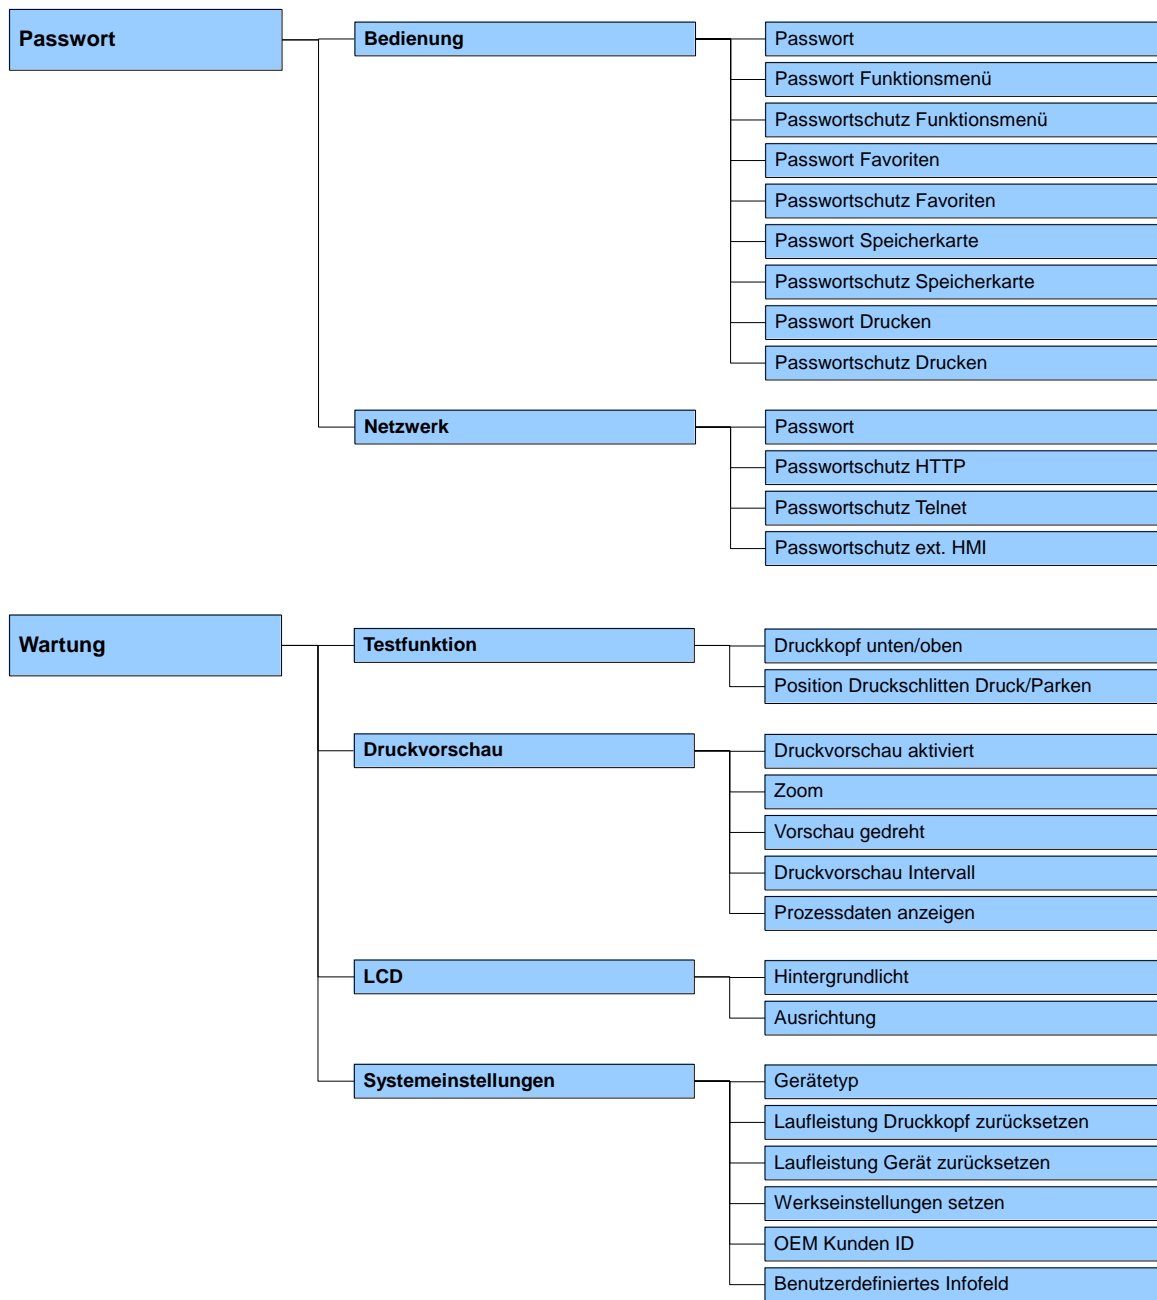 Passwort
Bedienung
Passwort
Passwort Funktionsmenü
Passwortschutz Funktionsmenü
Passwort Favoriten
Passwortschutz Favoriten
Passwort Speicherkarte
Passwortschutz Speicherkarte
Passwort Drucken
Passwortschutz Drucken
Netzwerk
Passwort
Passwortschutz HTTP
Passwortschutz Telnet
Passwortschutz ext. HMI
Wartung
Testfunktion
Druckkopf unten/oben
Position Druckschlitten Druck/Parken
Druckvorschau
Druckvorschau aktiviert
Zoom
Vorschau gedreht
Druckvorschau Intervall
Prozessdaten anzeigen
LCD
Hintergrundlicht
Ausrichtung
Systemeinstellungen
Gerätetyp
Laufleistung Druckkopf zurücksetzen
Laufleistung Gerät zurücksetzen
Werkseinstellungen setzen
OEM Kunden ID
Benutzerdefiniertes Infofeld